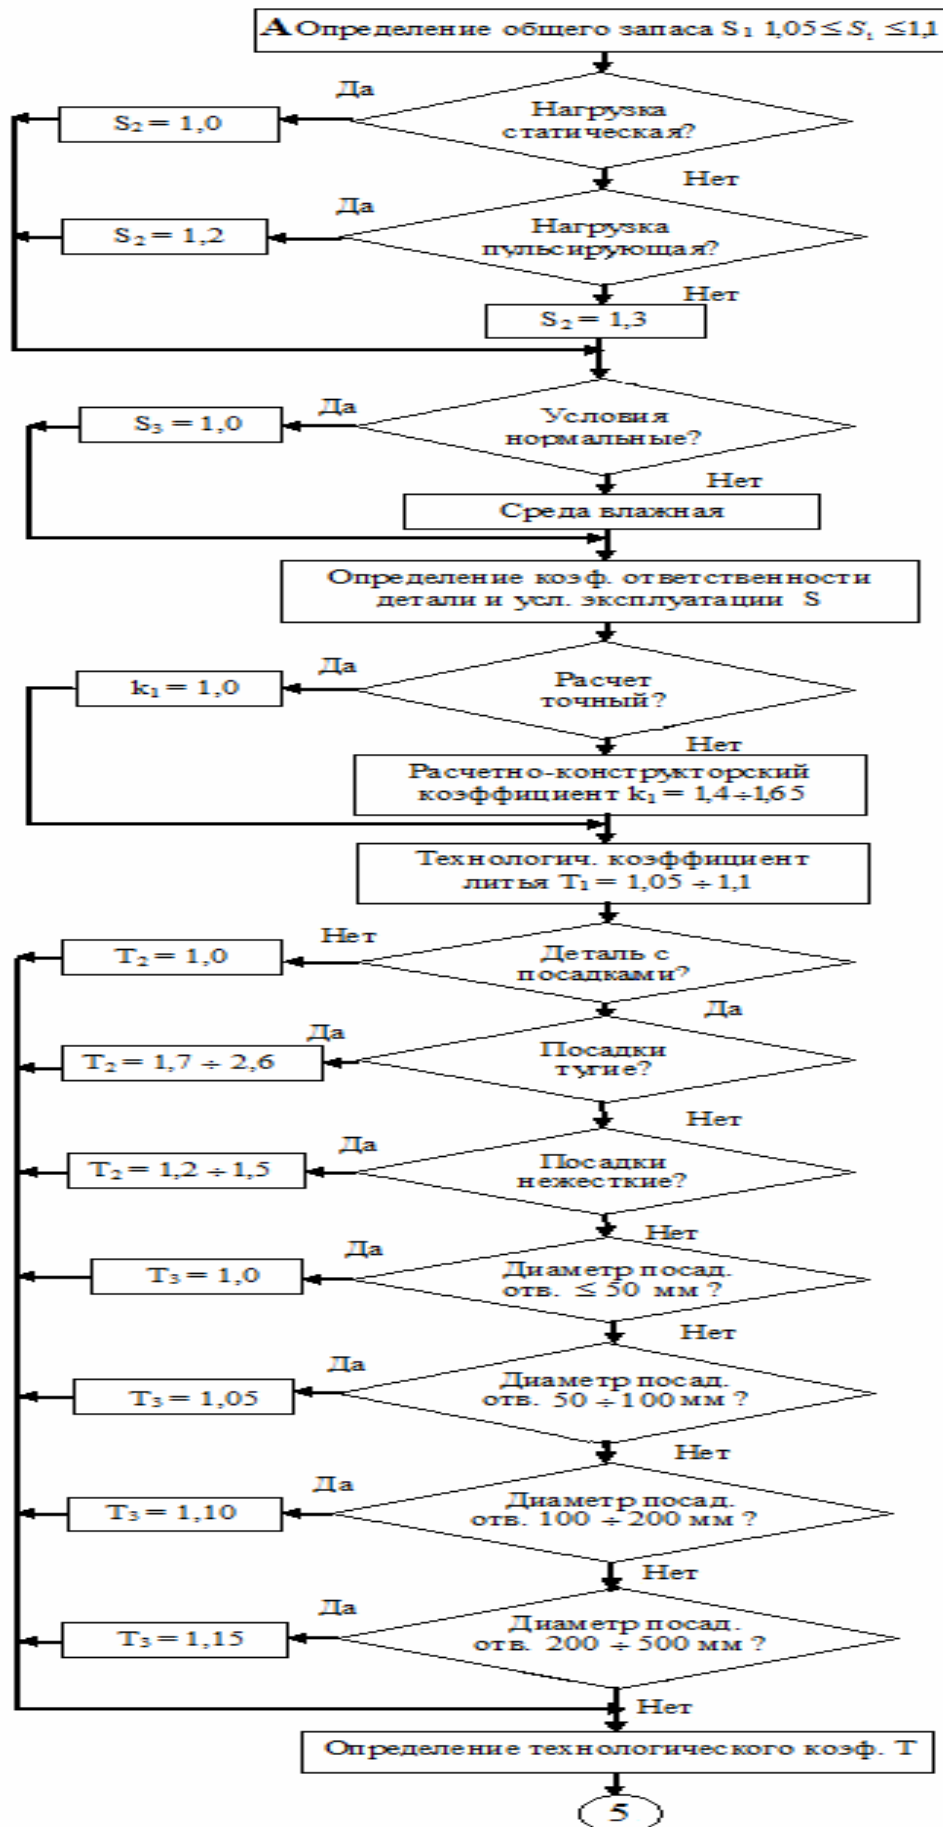 А Определение общего запаса S₁ 1,05 ≤ Sᵢ ≤ 1,1
Да
Нагрузка
статическая?
S₂ = 1,0
Нет
Да
Нагрузка
пульсирующая?
S₂ = 1,2
Нет
S₂ = 1,3
Да
Условия
нормальные?
S₃ = 1,0
Нет
Среда влажная
Определение коэф. ответственности
детали и усл. эксплуатации S
Да
Расчет
точный?
k₁ = 1,0
Нет
Расчетно-конструкторский
коэффициент k₁ = 1,4 ÷ 1,65
Технологич. коэффициент
литья T₁ = 1,05 ÷ 1,1
Нет
Деталь с
посадками?
T₂ = 1,0
Да
Да
Посадки
тугие?
T₂ = 1,7 ÷ 2,6
Нет
Да
Посадки
нежесткие?
T₂ = 1,2 ÷ 1,5
Нет
Да
Диаметр посад.
отв. ≤ 50 мм ?
T₃ = 1,0
Нет
Да
Диаметр посад.
отв. 50 ÷ 100 мм ?
T₃ = 1,05
Нет
Да
Диаметр посад.
отв. 100 ÷ 200 мм ?
T₃ = 1,10
Нет
Да
Диаметр посад.
отв. 200 ÷ 500 мм ?
T₃ = 1,15
Нет
Определение технологического коэф. T
5